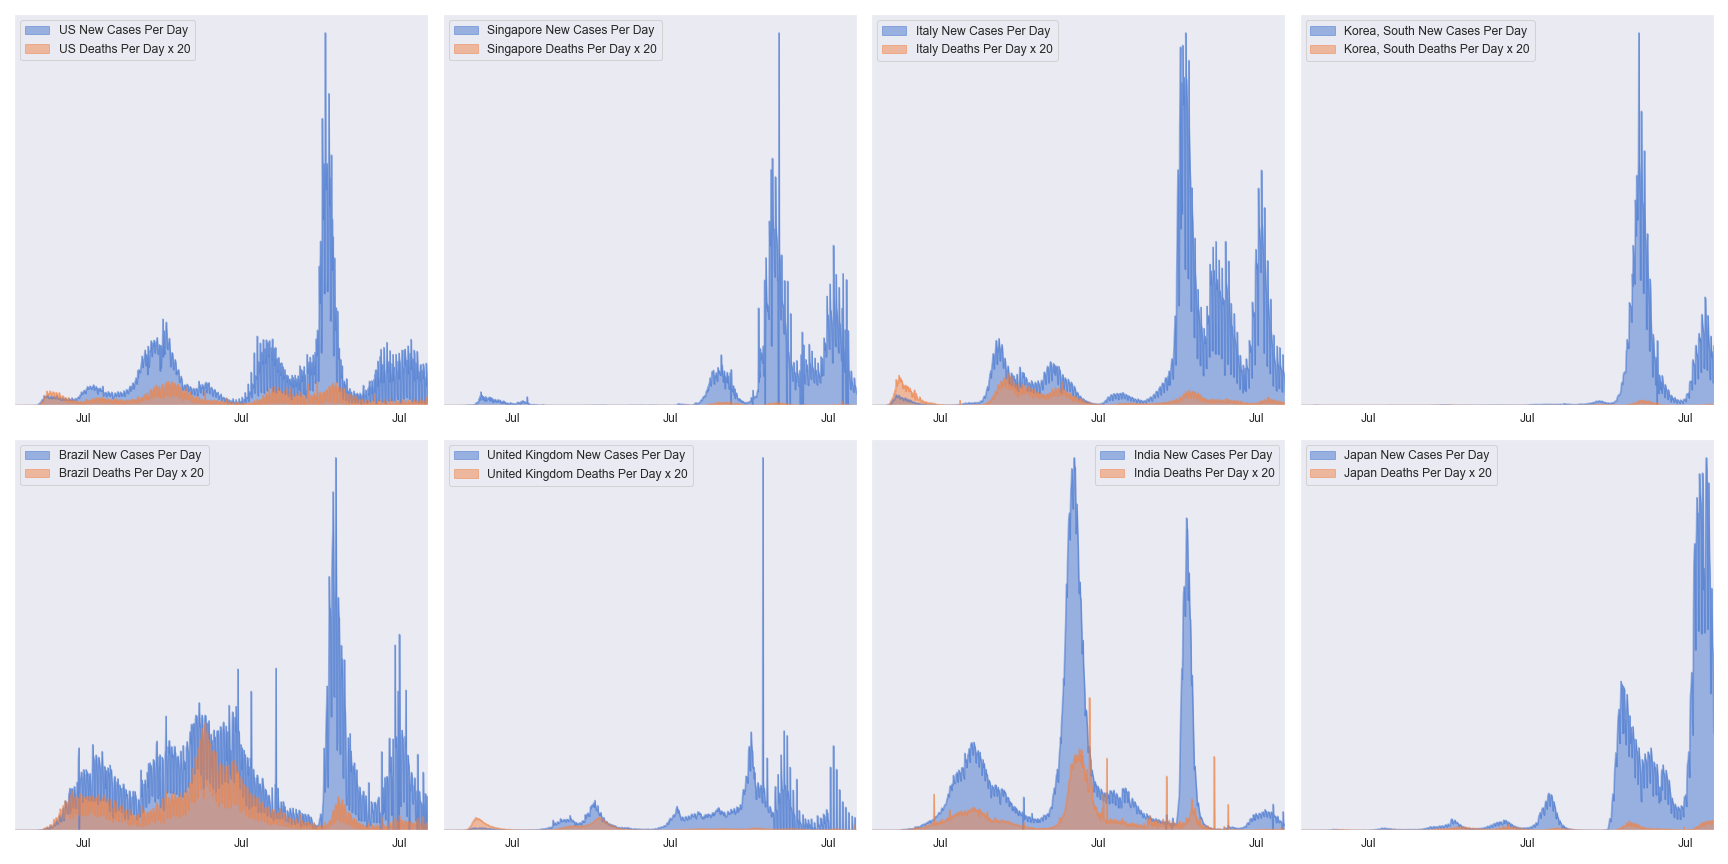 US New Cases Per Day
US Deaths Per Day x 20
Singapore New Cases Per Day
Singapore Deaths Per Day x 20
Italy New Cases Per Day
Italy Deaths Per Day x 20
Korea, South New Cases Per Day
Korea, South Deaths Per Day x 20
Jul Jul Jul
Jul Jul Jul
Jul Jul Jul
Jul Jul Jul
Brazil New Cases Per Day
Brazil Deaths Per Day x 20
United Kingdom New Cases Per Day
United Kingdom Deaths Per Day x 20
India New Cases Per Day
India Deaths Per Day x 20
Japan New Cases Per Day
Japan Deaths Per Day x 20
Jul Jul Jul
Jul Jul Jul
Jul Jul Jul
Jul Jul Jul